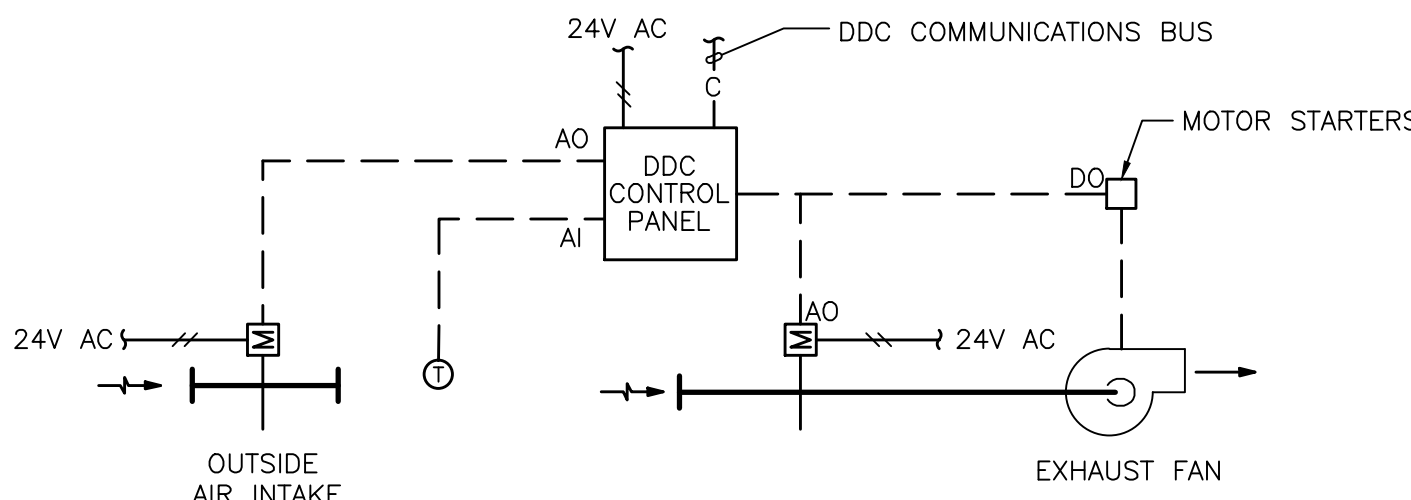 24V AC
DDC COMMUNICATIONS BUS
C
MOTOR STARTERS
AO
DDC
CONTROL
PANEL
DO
AI
AO
24V AC
M
M
24V AC
T
OUTSIDE
AIR INTAKE
EXHAUST FAN